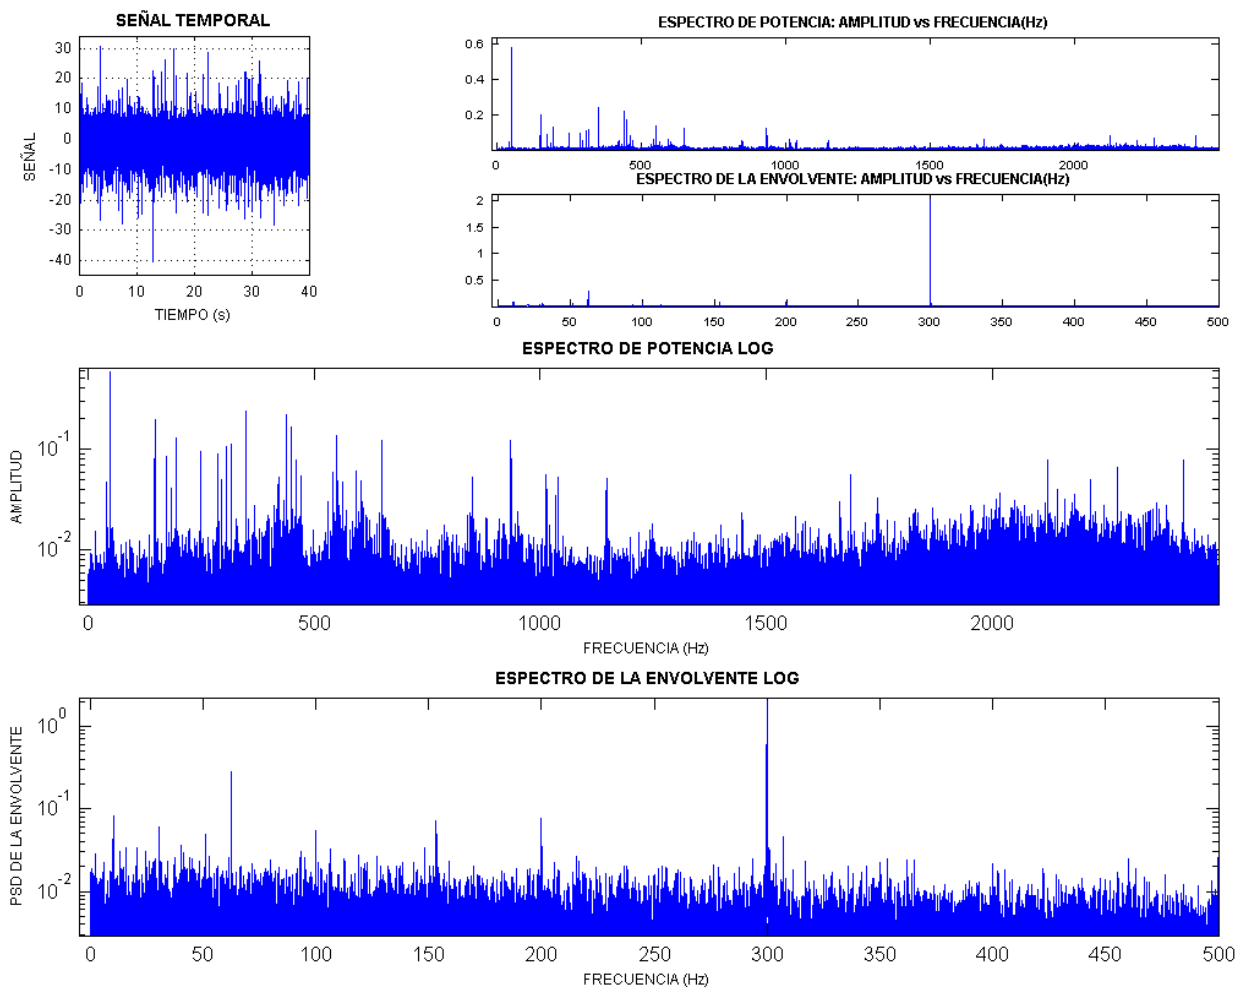 SEÑAL TEMPORAL
30
20
10
0
-10
-20
-30
-40
SEÑAL
0 10 20 30 40
TIEMPO (s)
ESPECTRO DE POTENCIA: AMPLITUD vs FRECUENCIA(Hz)
0.6
0.4
0.2
0 500 1000 1500 2000
ESPECTRO DE LA ENVOLVENTE: AMPLITUD vs FRECUENCIA(Hz)
2
1.5
1
0.5
0 50 100 150 200 250 300 350 400 450 500
ESPECTRO DE POTENCIA LOG
10^-1
10^-2
AMPLITUD
0 500 1000 1500 2000
FRECUENCIA (Hz)
ESPECTRO DE LA ENVOLVENTE LOG
10^0
10^-1
10^-2
PSD DE LA ENVOLVENTE
0 50 100 150 200 250 300 350 400 450 500
FRECUENCIA (Hz)